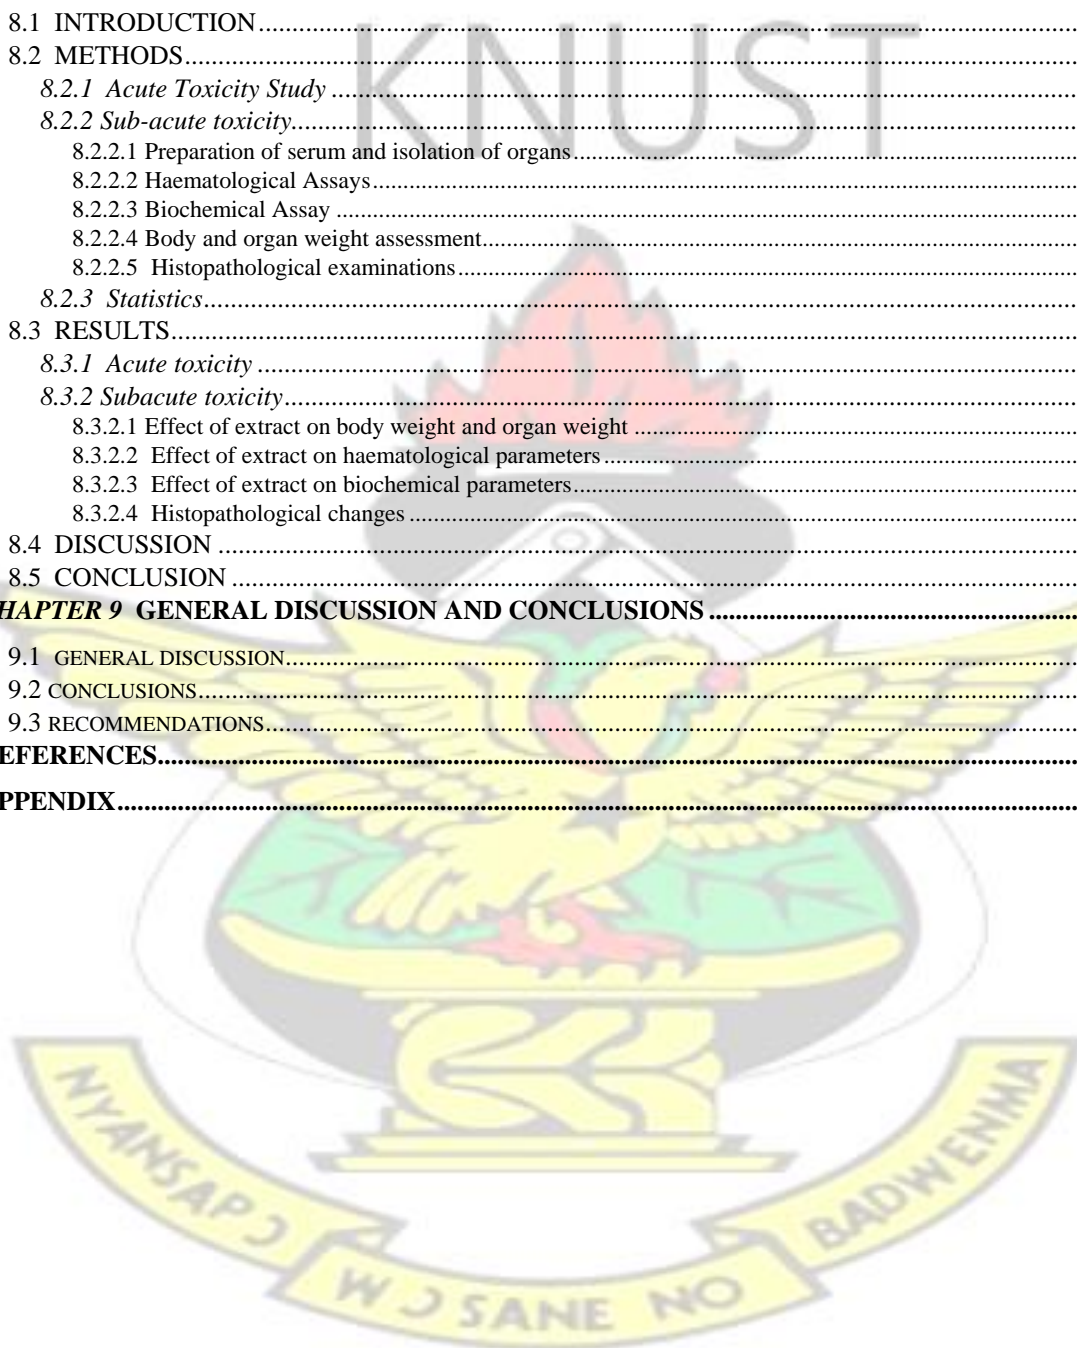 KNUST
8.1 INTRODUCTION
8.2 METHODS
8.2.1 Acute Toxicity Study
8.2.2 Sub-acute toxicity
8.2.2.1 Preparation of serum and isolation of organs
8.2.2.2 Haematological Assays
8.2.2.3 Biochemical Assay
8.2.2.4 Body and organ weight assessment
8.2.2.5 Histopathological examinations
8.2.3 Statistics
8.3 RESULTS
8.3.1 Acute toxicity
8.3.2 Subacute toxicity
8.3.2.1 Effect of extract on body weight and organ weight
8.3.2.2 Effect of extract on haematological parameters
8.3.2.3 Effect of extract on biochemical parameters
8.3.2.4 Histopathological changes
8.4 DISCUSSION
8.5 CONCLUSION
HAPTER 9 GENERAL DISCUSSION AND CONCLUSIONS
9.1 GENERAL DISCUSSION
9.2 CONCLUSIONS
9.3 RECOMMENDATIONS
EFERENCES
PPENDIX
NYANSAPƆ WƆSANE NO BADWENMA